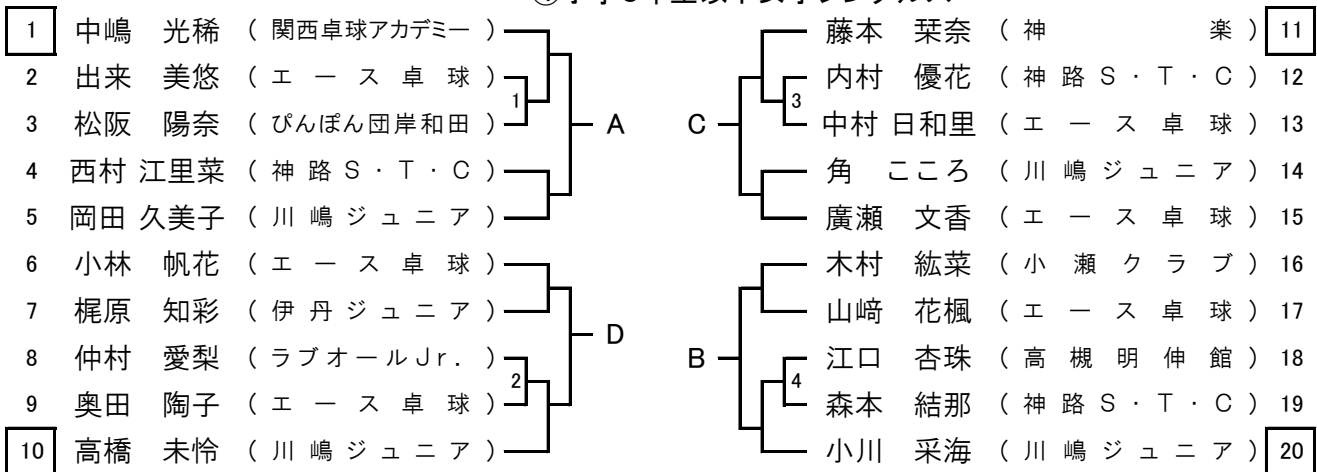 1 中嶋 光稀 ( 関西卓球アカデミー )
2 出来 美悠 ( エース卓球 )
1
3 松阪 陽奈 ( ぴんぽん団岸和田 )
A
4 西村 江里菜 ( 神路S・T・C )
5 岡田 久美子 ( 川嶋ジュニア )
6 小林 帆花 ( エース卓球 )
7 梶原 知彩 ( 伊丹ジュニア )
D
8 仲村 愛梨 ( ラブオールJr. )
2
9 奥田 陶子 ( エース卓球 )
10 高橋 未怜 ( 川嶋ジュニア )
藤本 栞奈 ( 神楽 ) 11
内村 優花 ( 神路S・T・C ) 12
3
C
中村 日和里 ( エース卓球 ) 13
角 こころ ( 川嶋ジュニア ) 14
廣瀬 文香 ( エース卓球 ) 15
木村 紘菜 ( 小瀬クラブ ) 16
山﨑 花楓 ( エース卓球 ) 17
B
江口 杏珠 ( 高槻明伸館 ) 18
4
森本 結那 ( 神路S・T・C ) 19
小川 采海 ( 川嶋ジュニア ) 20